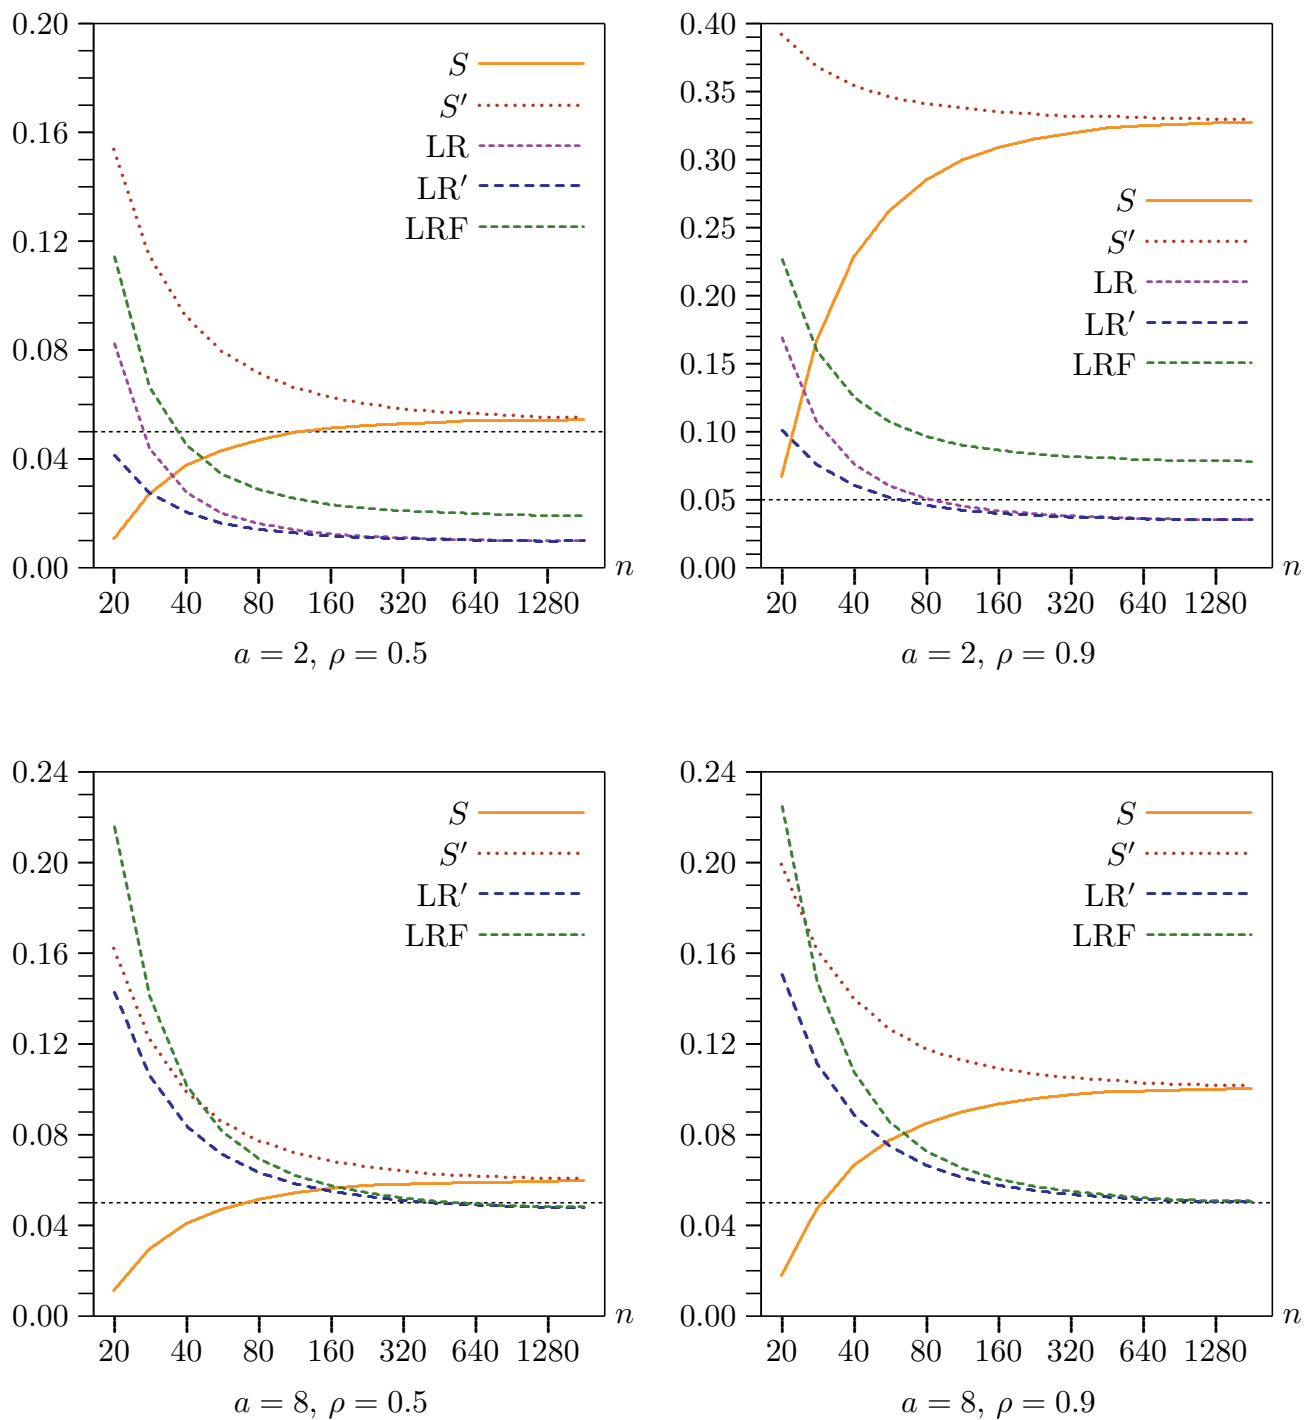 0.20
0.16
0.12
0.08
0.04
0.00
S
S′
LR
LR′
LRF
20 40 80 160 320 640 1280
n
a = 2, ρ = 0.5
0.40
0.35
0.30
0.25
0.20
0.15
0.10
0.05
0.00
S
S′
LR
LR′
LRF
20 40 80 160 320 640 1280
n
a = 2, ρ = 0.9
0.24
0.20
0.16
0.12
0.08
0.04
0.00
S
S′
LR′
LRF
20 40 80 160 320 640 1280
n
a = 8, ρ = 0.5
0.24
0.20
0.16
0.12
0.08
0.04
0.00
S
S′
LR′
LRF
20 40 80 160 320 640 1280
n
a = 8, ρ = 0.9